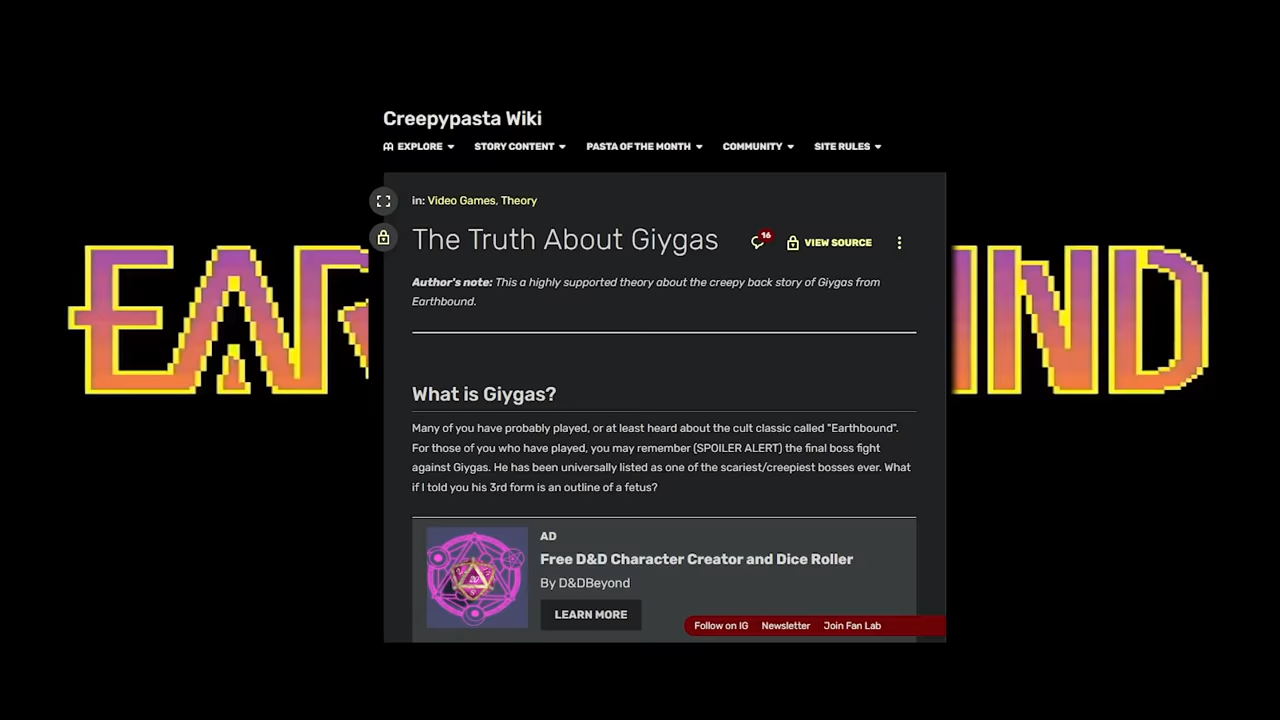 Creepypasta Wiki
EXPLORE STORY CONTENT PASTA OF THE MONTH COMMUNITY SITE RULES
in: Video Games, Theory
The Truth About Giygas
16
VIEW SOURCE
Author's note: This a highly supported theory about the creepy back story of Giygas from
Earthbound.
EAR
IND
What is Giygas?
Many of you have probably played, or at least heard about the cult classic called "Earthbound".
For those of you who have played, you may remember (SPOILER ALERT) the final boss fight
against Giygas. He has been universally listed as one of the scariest/creepiest bosses ever. What
if I told you his 3rd form is an outline of a fetus?
AD
Free D&D Character Creator and Dice Roller
By D&DBeyond
LEARN MORE
Follow on IG Newsletter Join Fan Lab